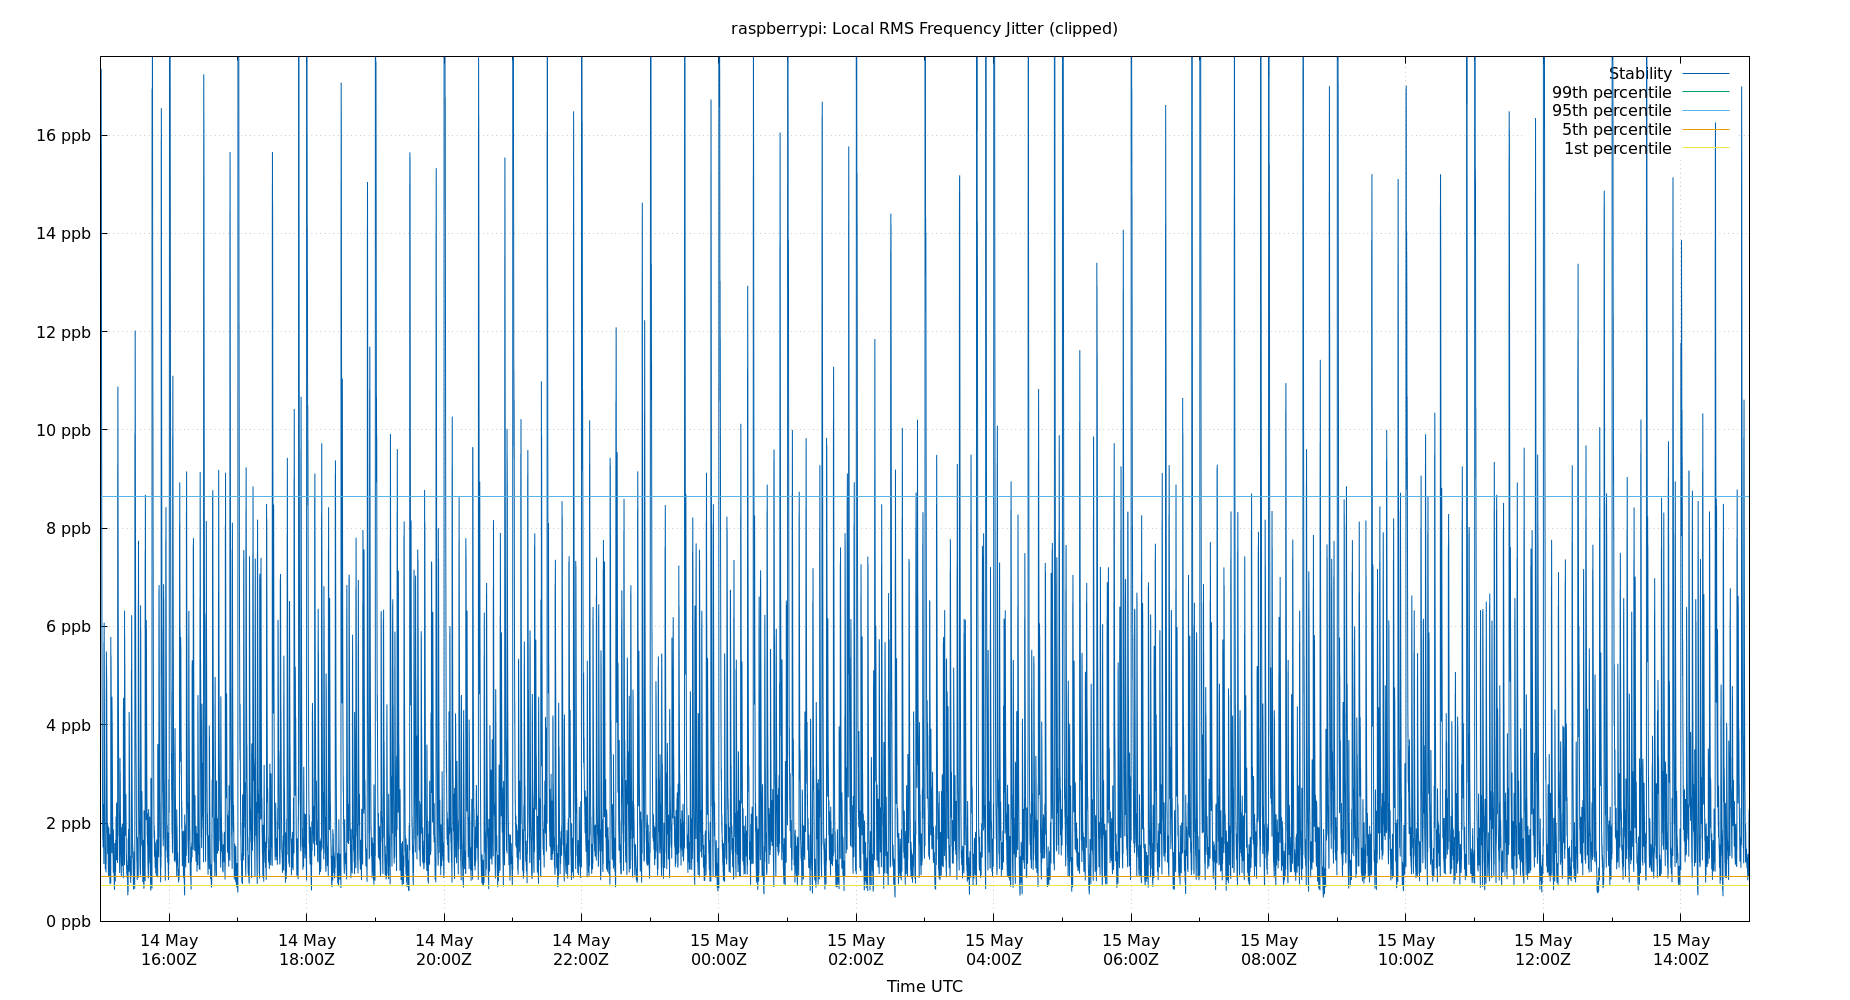 raspberrypi: Local RMS Frequency Jitter (clipped)
Stability
99th percentile
95th percentile
5th percentile
1st percentile
16 ppb
14 ppb
12 ppb
10 ppb
8 ppb
6 ppb
4 ppb
2 ppb
0 ppb
14 May 14 May 14 May 14 May 15 May 15 May 15 May 15 May 15 May 15 May 15 May 15 May
16:00Z 18:00Z 20:00Z 22:00Z 00:00Z 02:00Z 04:00Z 06:00Z 08:00Z 10:00Z 12:00Z 14:00Z
Time UTC